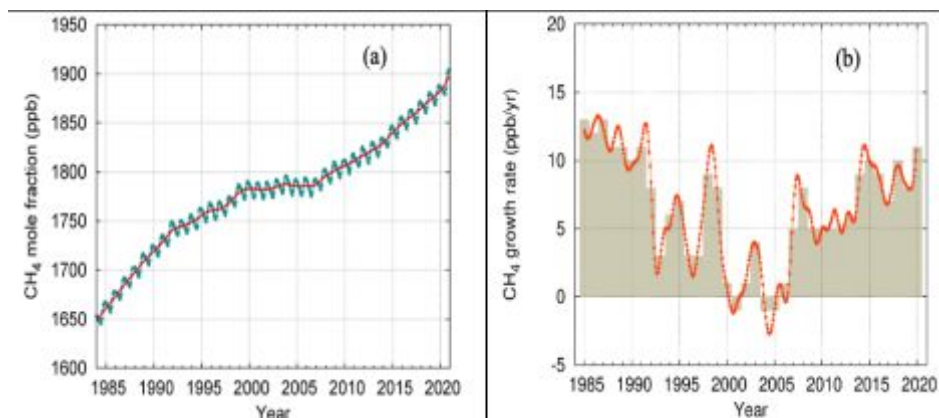 (a)
CH4 mole fraction (ppb)
1950
1900
1850
1800
1750
1700
1650
1600
1985 1990 1995 2000 2005 2010 2015 2020
Year
(b)
CH4 growth rate (ppb/yr)
20
15
10
5
0
-5
1985 1990 1995 2000 2005 2010 2015 2020
Year